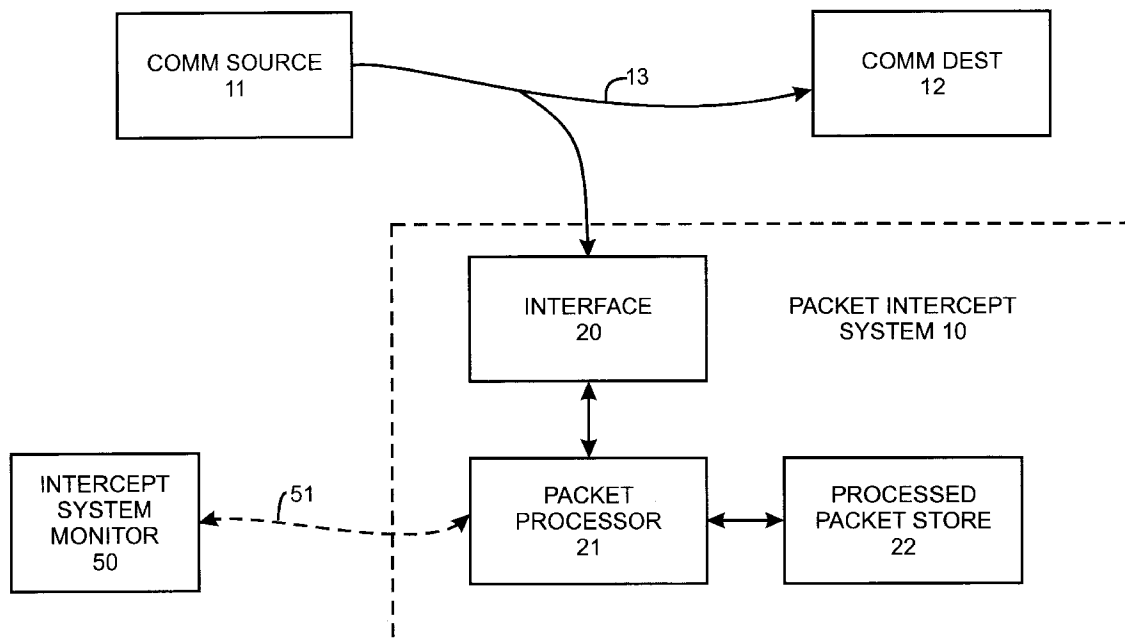 COMM SOURCE
11
13
COMM DEST
12
INTERFACE
20
PACKET INTERCEPT
SYSTEM 10
INTERCEPT
SYSTEM
MONITOR
50
51
PACKET
PROCESSOR
21
PROCESSED
PACKET STORE
22